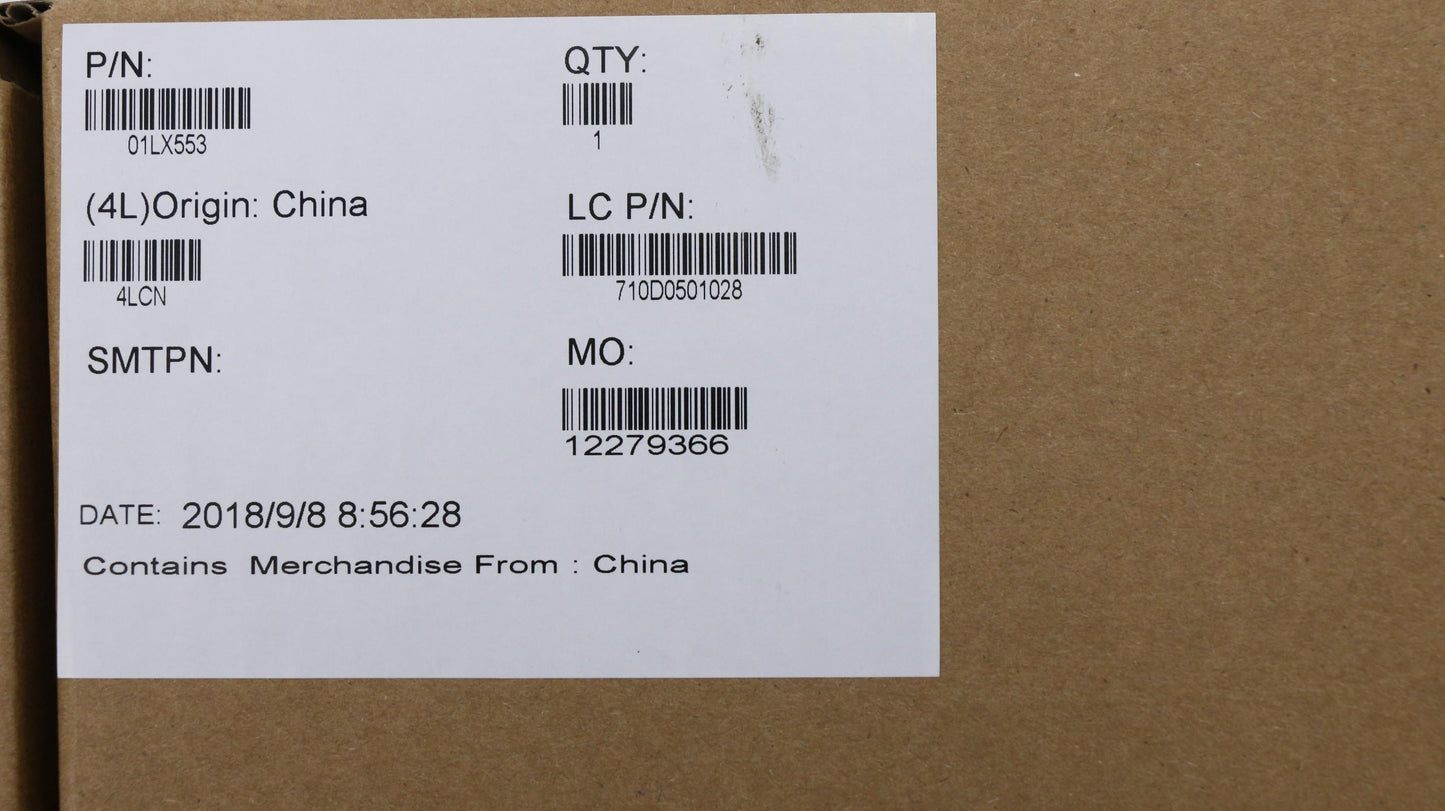 P/N:
01LX553
QTY:
1
(4L)Origin: China
4LCN
LC P/N:
710D0501028
SMTPN:
MO:
12279366
DATE: 2018/9/8 8:56:28
Contains Merchandise From : China